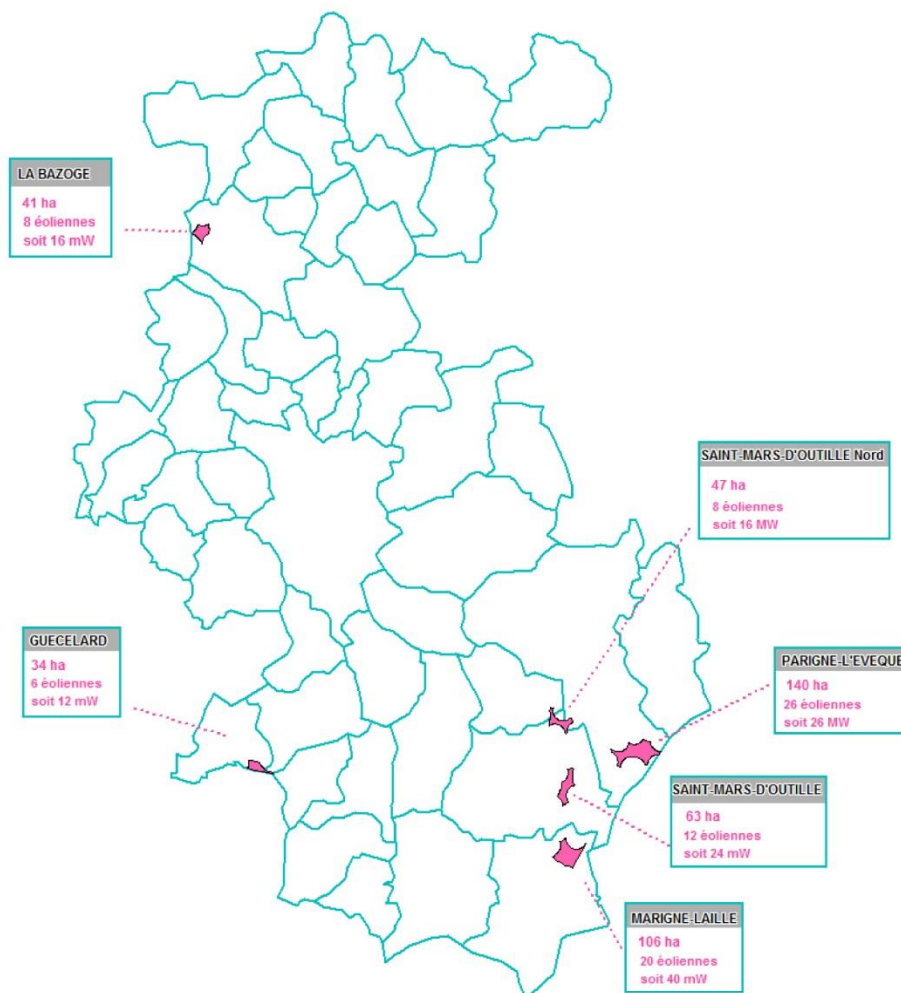 LA BAZOGE
41 ha
8 éoliennes
soit 16 mW
SAINT-MARS-D'OUTILLE Nord
47 ha
8 éoliennes
soit 16 MW
GUECELARD
34 ha
6 éoliennes
soit 12 mW
PARIGNE-L'EVEQUE
140 ha
26 éoliennes
soit 26 MW
SAINT-MARS-D'OUTILLE
63 ha
12 éoliennes
soit 24 mW
MARIGNE-LAILLE
106 ha
20 éoliennes
soit 40 mW